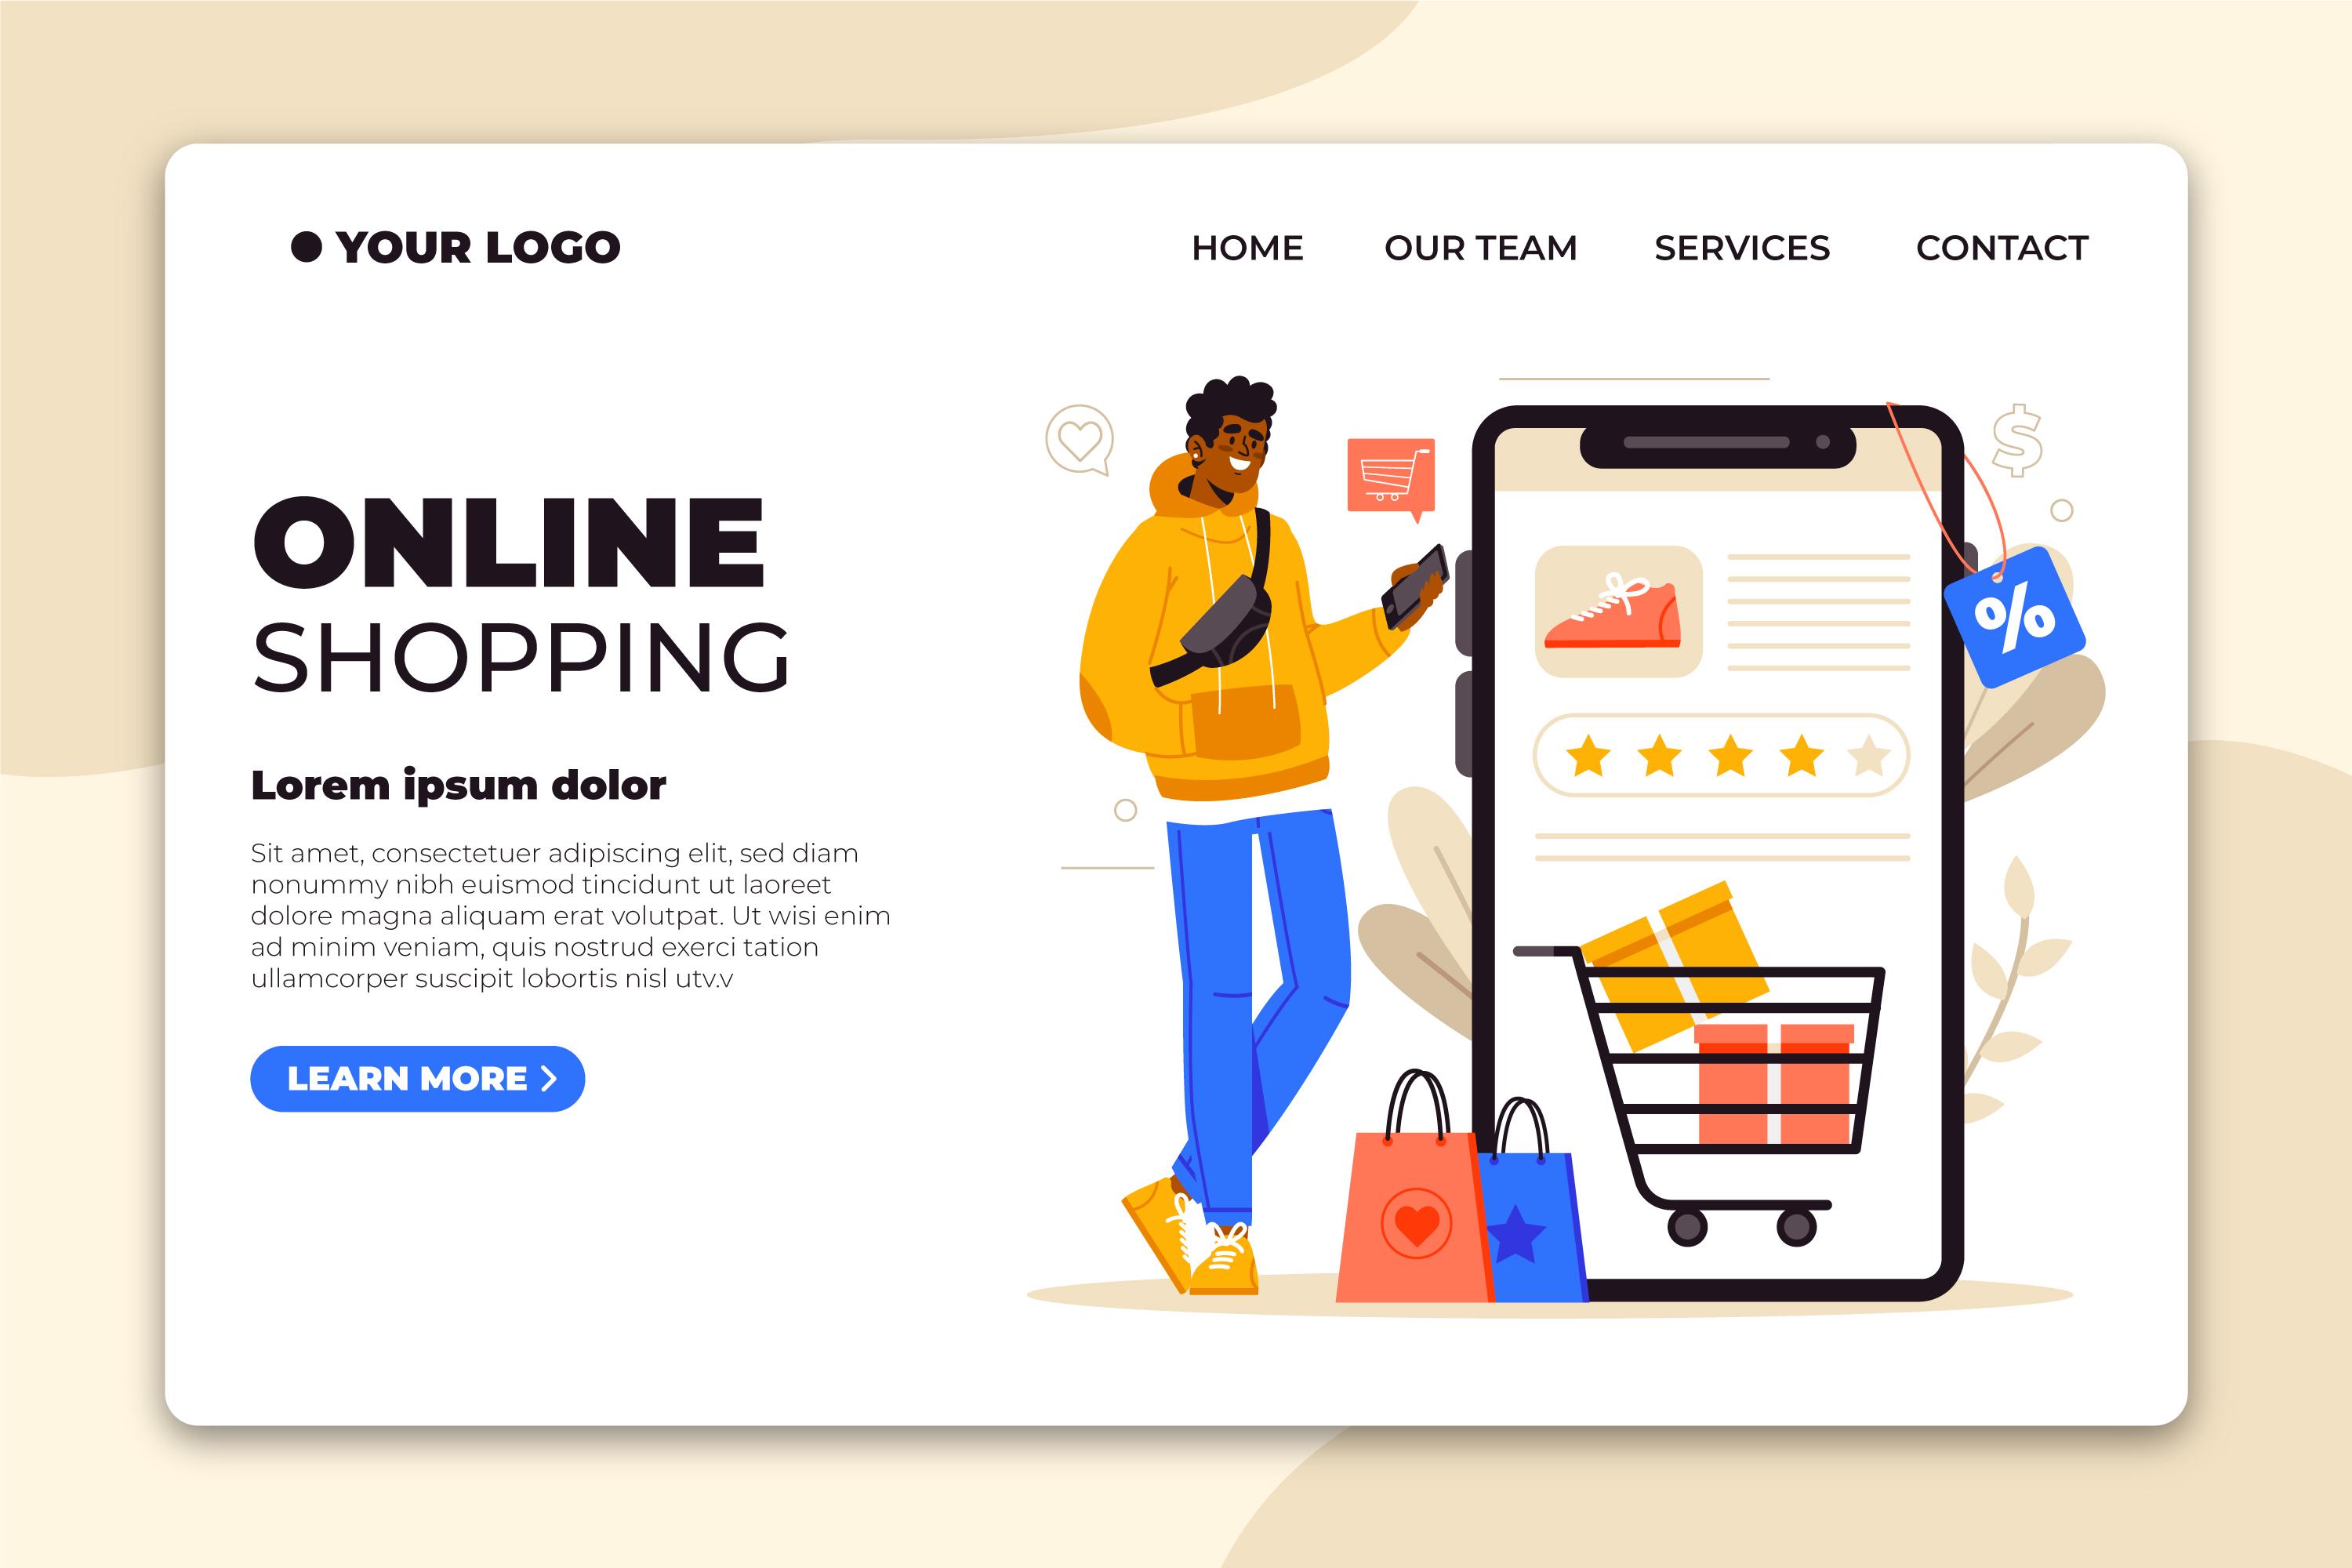 YOUR LOGO
HOME OUR TEAM SERVICES CONTACT
ONLINE
SHOPPING
Lorem ipsum dolor
Sit amet, consectetuer adipiscing elit, sed diam
nonummy nibh euismod tincidunt ut laoreet
dolore magna aliquam erat volutpat. Ut wisi enim
ad minim veniam, quis nostrud exerci tation
ullamcorper suscipit lobortis nisl utv.v
LEARN MORE
$
%